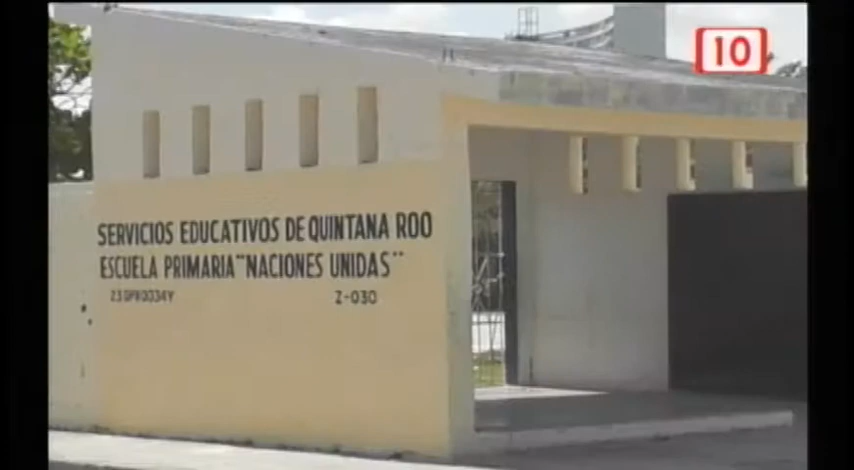 10
SERVICIOS EDUCATIVOS DE QUINTANA ROO
ESCUELA PRIMARIA "NACIONES UNIDAS"
23DPR0034Y Z-030